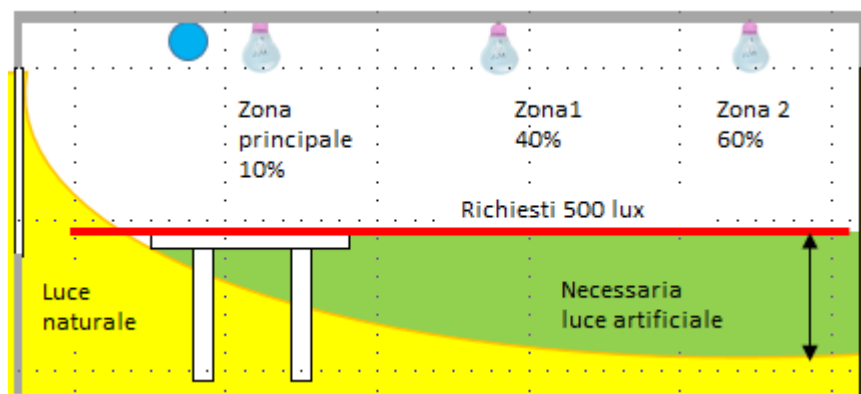 Zona
principale
10%
Zona1
40%
Zona 2
60%
Richiesti 500 lux
Luce
naturale
Necessaria
luce artificiale